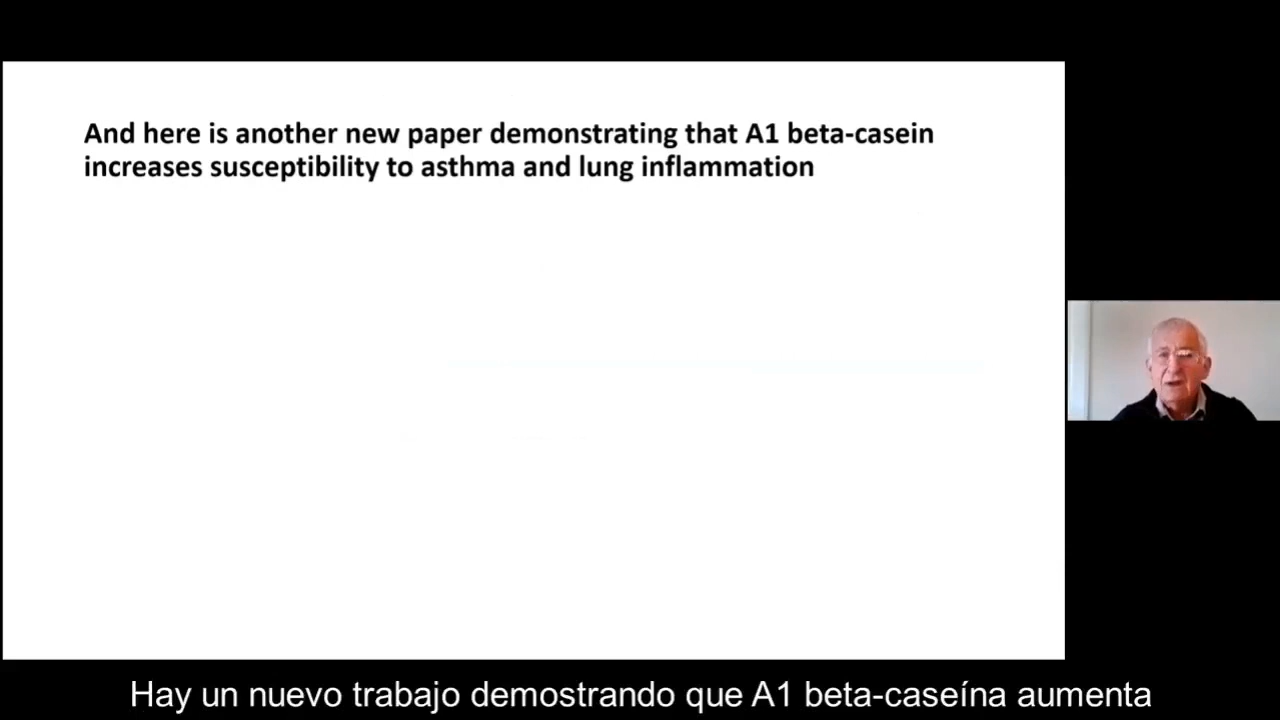 And here is another new paper demonstrating that A1 beta-casein
increases susceptibility to asthma and lung inflammation
Hay un nuevo trabajo demostrando que A1 beta-caseína aumenta